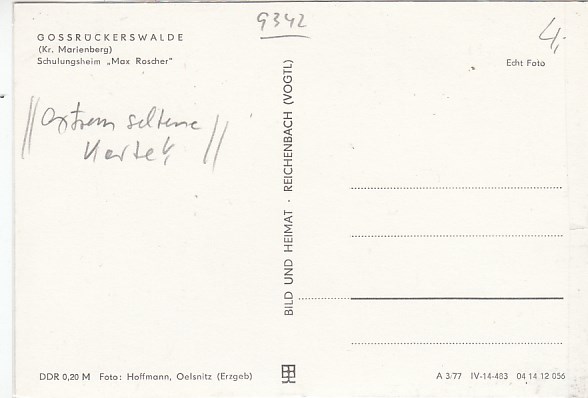 9342
4,-
GOSSRÜCKERSWALDE
(Kr. Marienberg)
Schulungsheim „Max Roscher"
Echt Foto
extrem seltene
Karte!,
BILD UND HEIMAT · REICHENBACH (VOGTL)
DDR 0,20 M Foto: Hoffmann, Oelsnitz (Erzgeb)
A 3/77 IV-14-483 04 14 12 056